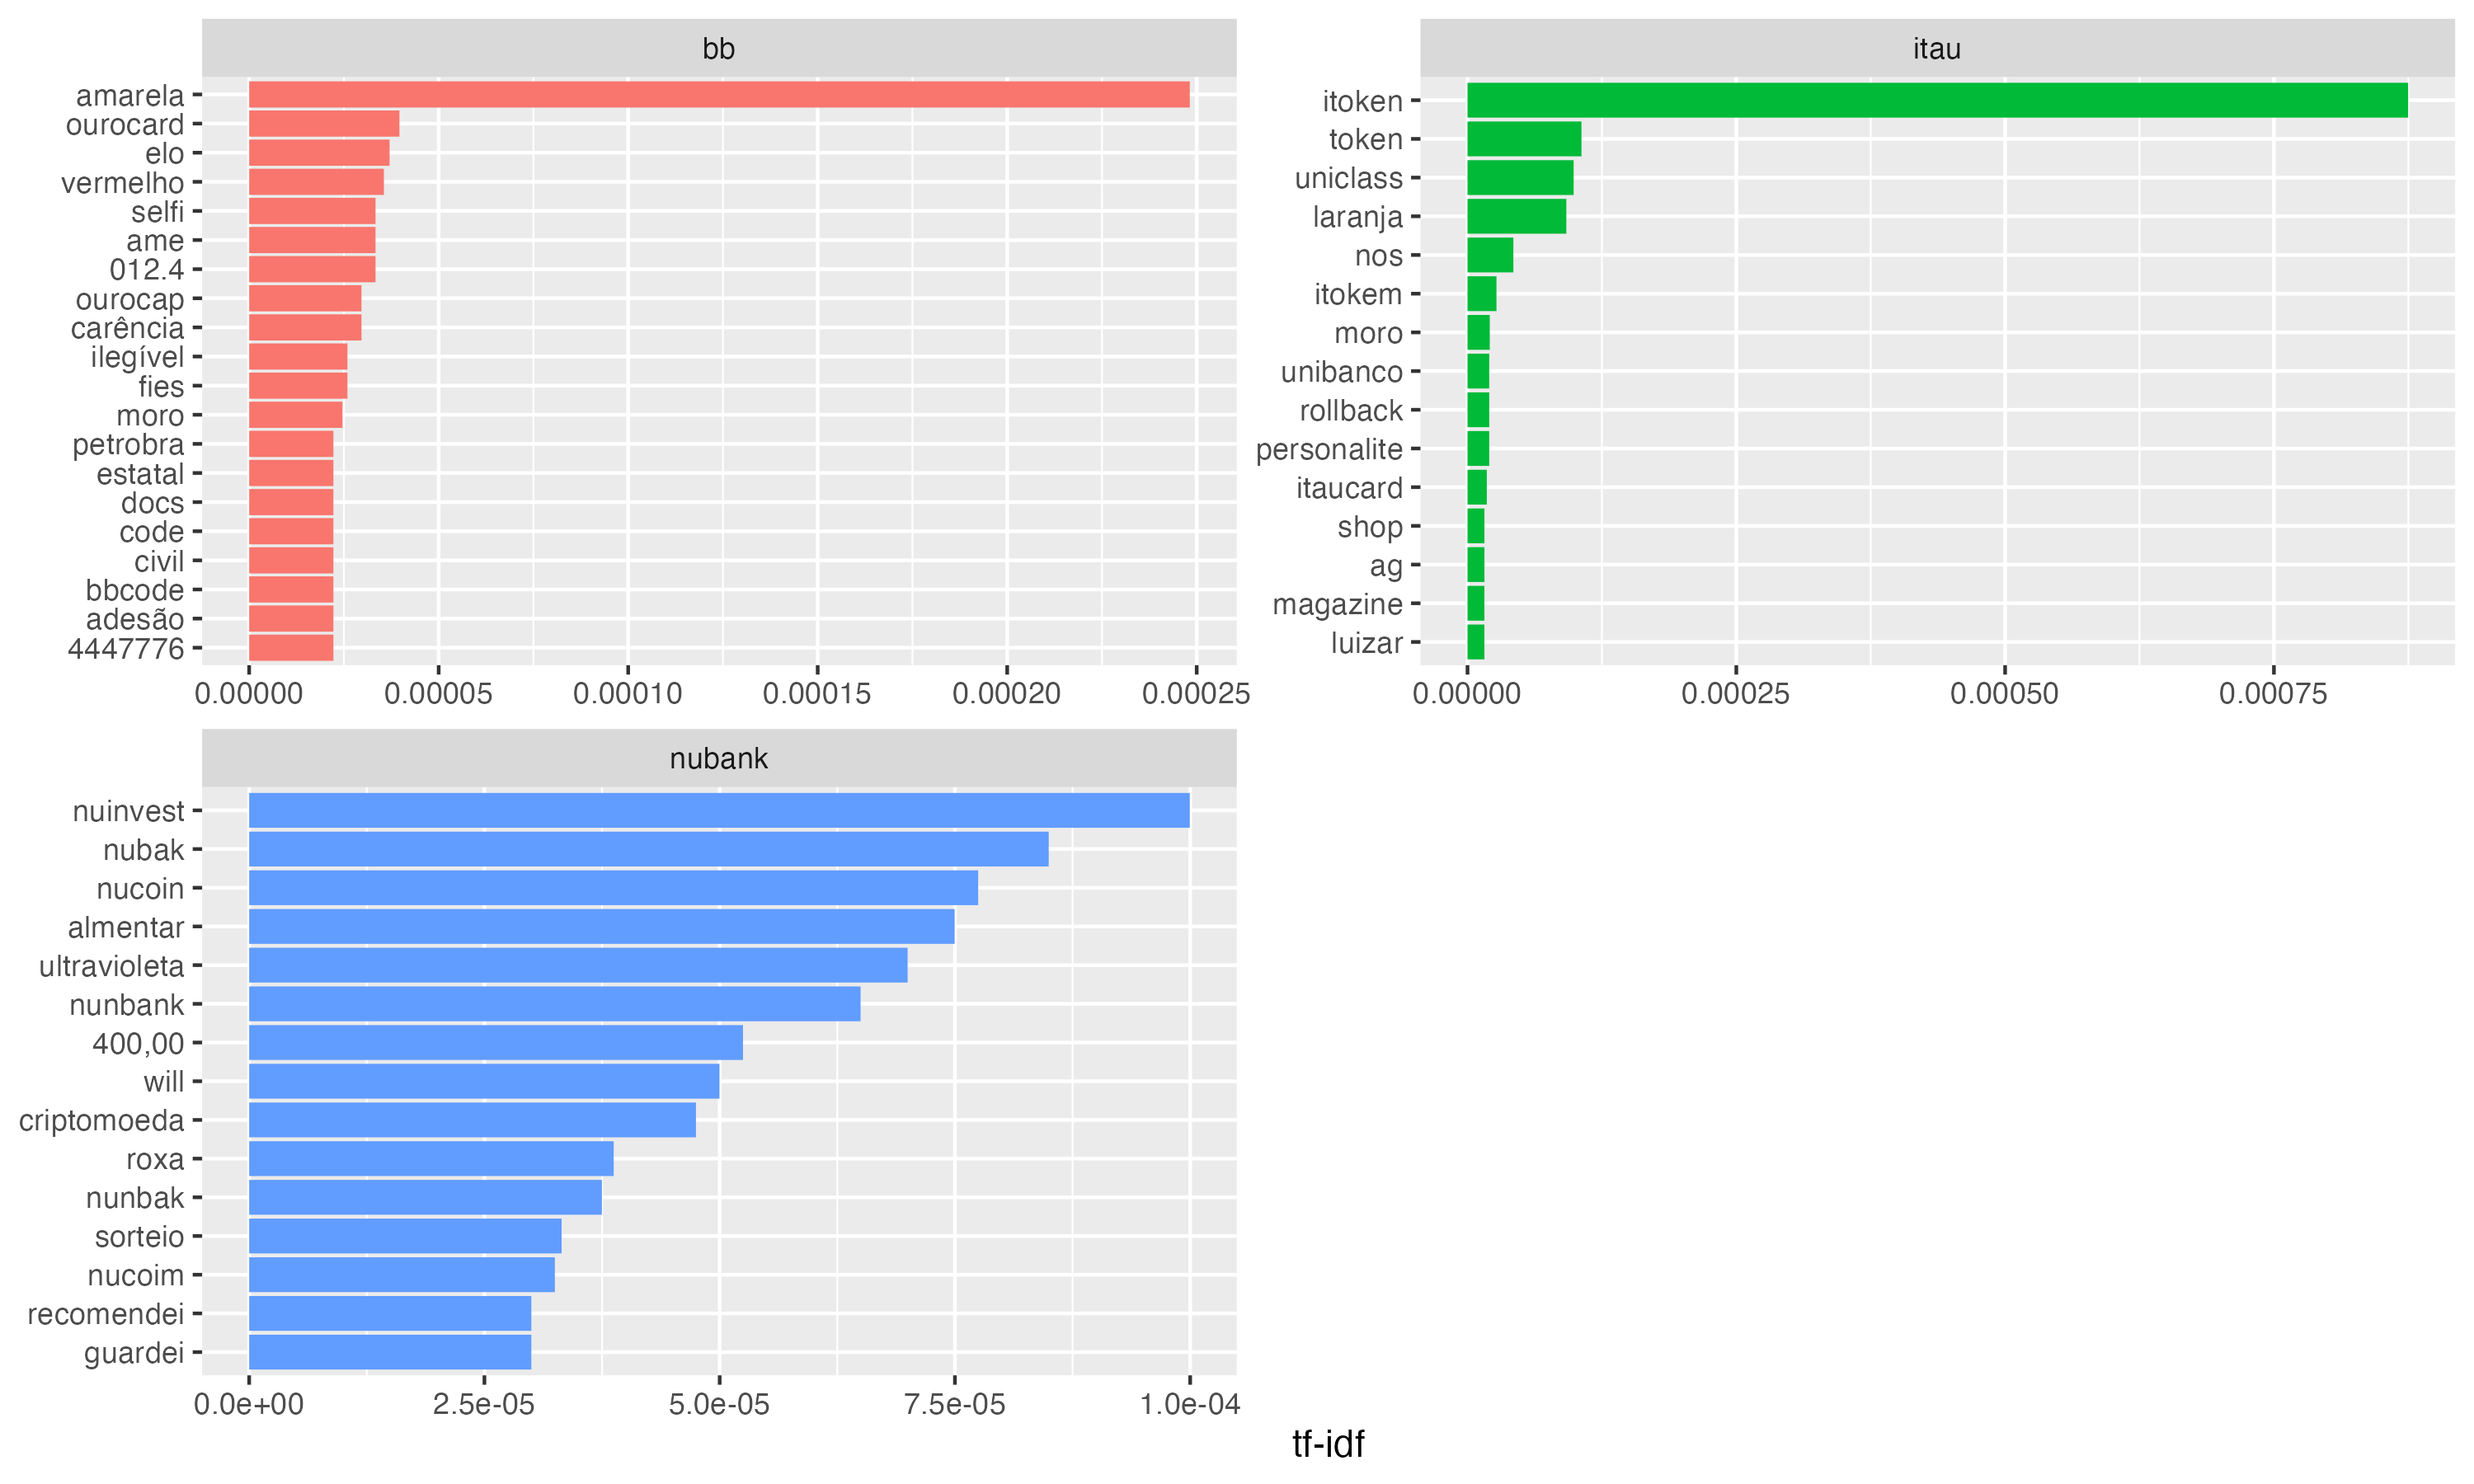 bb
amarela
ourocard
elo
vermelho
selfi
ame
012.4
ourocap
carência
ilegível
fies
moro
petrobra
estatal
docs
code
civil
bbcode
adesão
4447776
0.00000 0.00005 0.00010 0.00015 0.00020 0.00025
itau
itoken
token
uniclass
laranja
nos
itokem
moro
unibanco
rollback
personalite
itaucard
shop
ag
magazine
luizar
0.00000 0.00025 0.00050 0.00075
nubank
nuinvest
nubak
nucoin
almentar
ultravioleta
nunbank
400,00
will
criptomoeda
roxa
nunbak
sorteio
nucoim
recomendei
guardei
0.0e+00 2.5e-05 5.0e-05 7.5e-05 1.0e-04
tf-idf